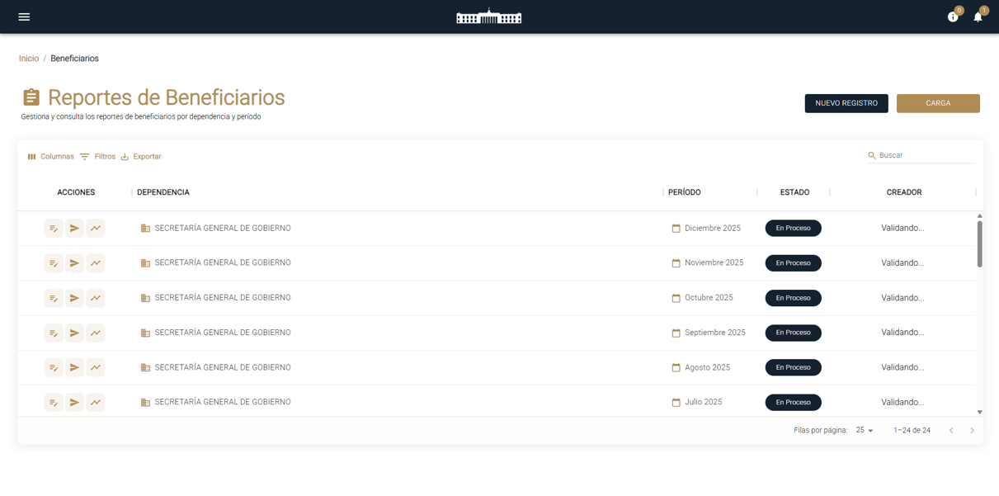 0 1
Inicio / Beneficiarios
Reportes de Beneficiarios
Gestiona y consulta los reportes de beneficiarios por dependencia y período
NUEVO REGISTRO CARGA
Columnas Filtros Exportar Buscar
ACCIONES DEPENDENCIA PERÍODO ESTADO CREADOR
SECRETARÍA GENERAL DE GOBIERNO Diciembre 2025 En Proceso Validando...
SECRETARÍA GENERAL DE GOBIERNO Noviembre 2025 En Proceso Validando...
SECRETARÍA GENERAL DE GOBIERNO Octubre 2025 En Proceso Validando...
SECRETARÍA GENERAL DE GOBIERNO Septiembre 2025 En Proceso Validando...
SECRETARÍA GENERAL DE GOBIERNO Agosto 2025 En Proceso Validando...
SECRETARÍA GENERAL DE GOBIERNO Julio 2025 En Proceso Validando...
Filas por página: 25 1–24 de 24